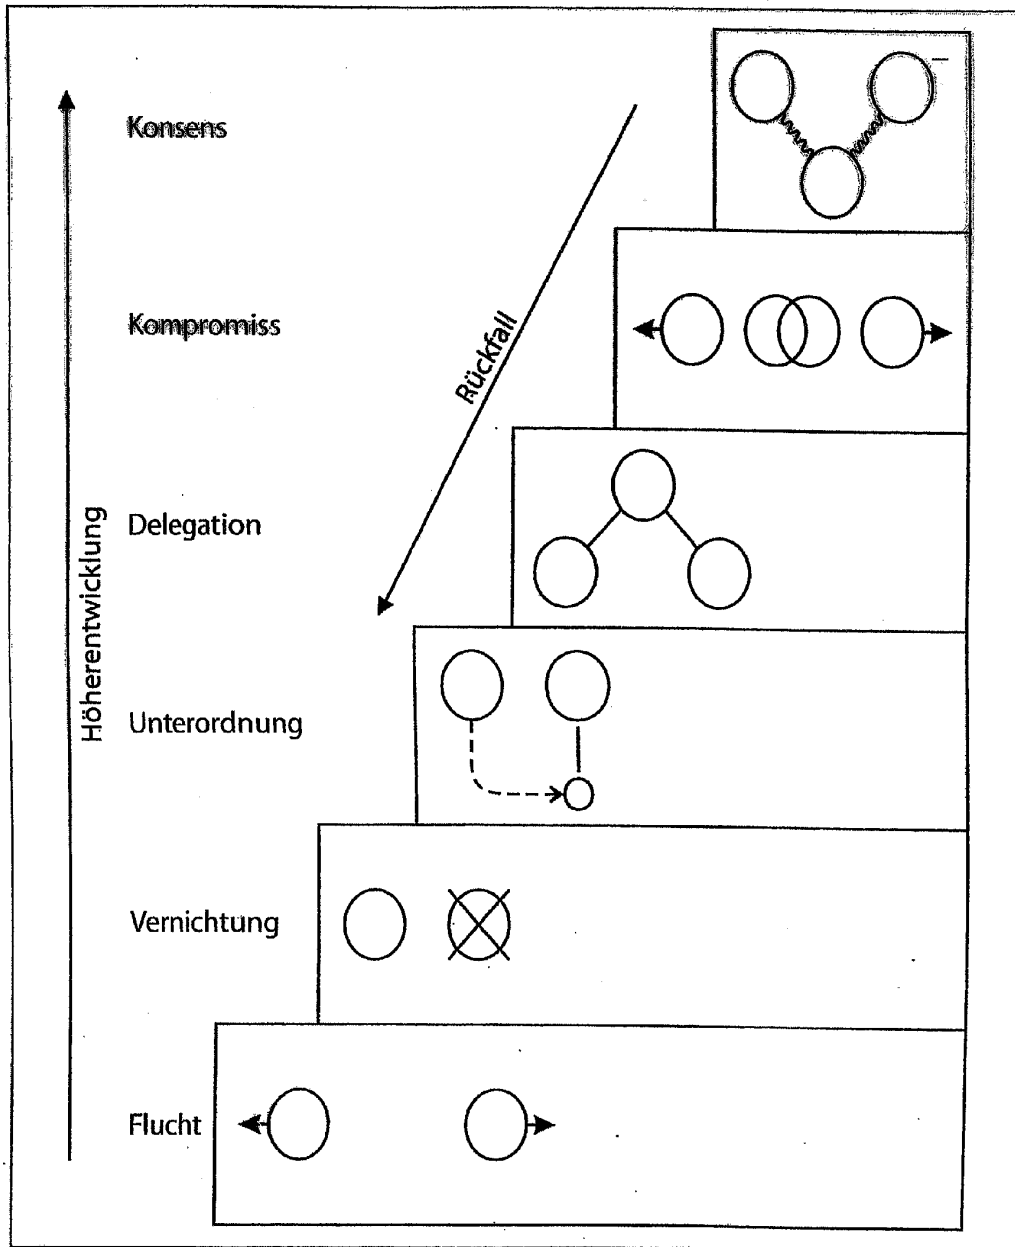 Konsens
Kompromiss
Rückfall
Delegation
Höherentwicklung
Unterordnung
Vernichtung
Flucht